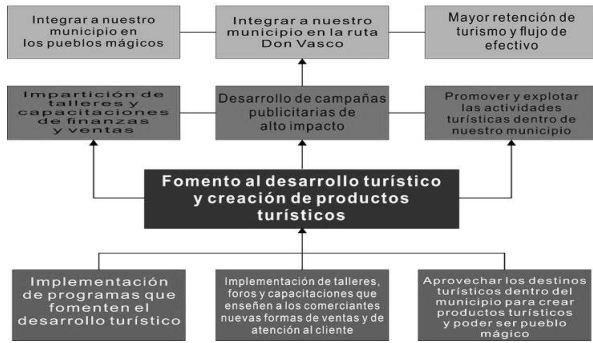 Integrar a nuestro
municipio en
los pueblos mágicos
Integrar a nuestro
municipio en la ruta
Don Vasco
Mayor retención de
turismo y flujo de
efectivo
Impartición de
talleres y
capacitaciones
de finanzas
y ventas
Desarrollo de campañas
publicitarias de
alto impacto
Promover y explotar
las actividades
turísticas dentro de
nuestro municipio
Fomento al desarrollo turístico
y creación de productos
turísticos
Implementación
de programas que
fomenten el
desarrollo turístico
Implementación de talleres,
foros y capacitaciones que
enseñen a los comerciantes
nuevas formas de ventas y de
atención al cliente
Aprovechar los destinos
turísticos dentro del
municipio para crear
productos turísticos
y poder ser pueblo
mágico